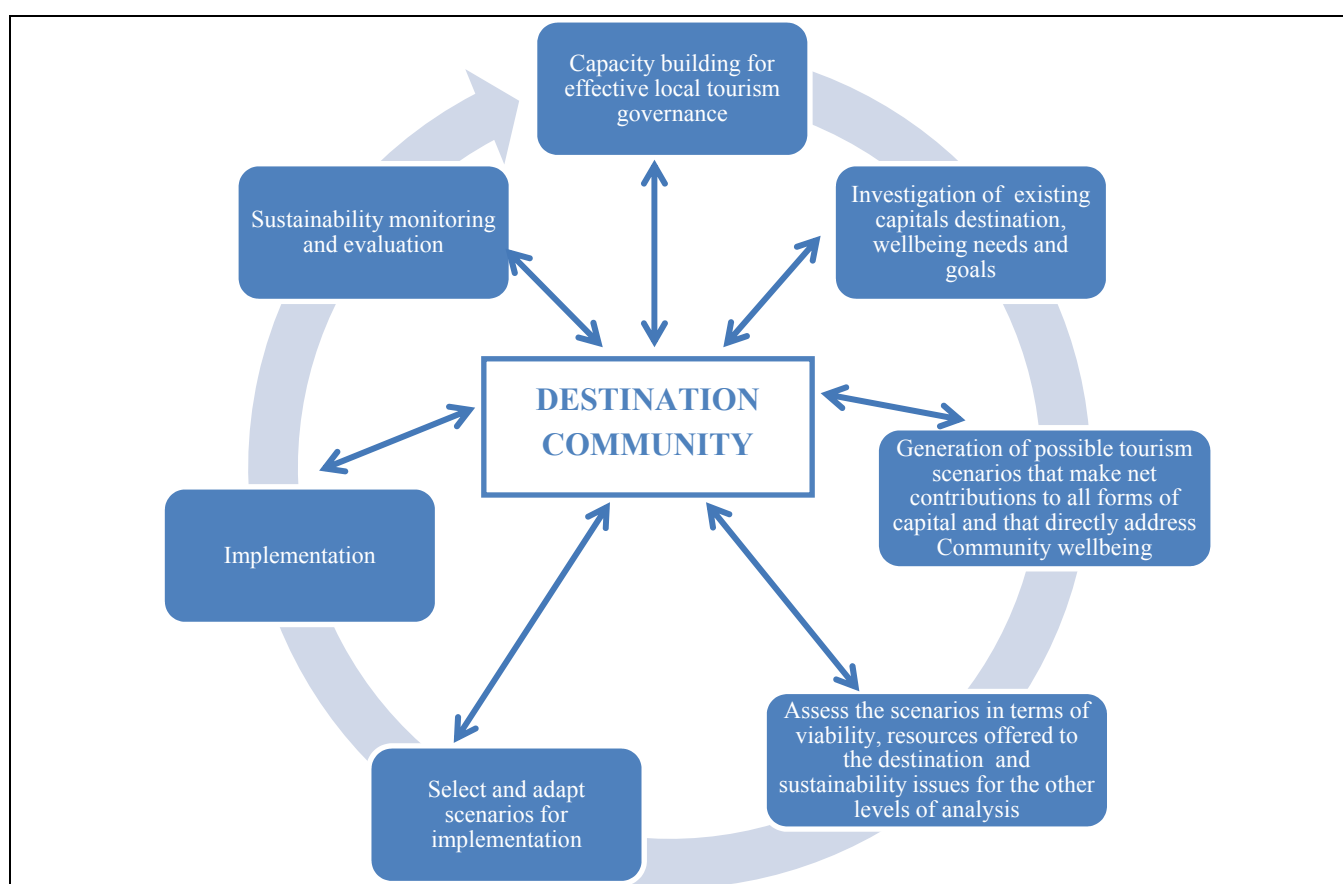 Capacity building for
effective local tourism
governance
Investigation of existing
capitals destination,
wellbeing needs and
goals
Generation of possible tourism
scenarios that make net
contributions to all forms of
capital and that directly address
Community wellbeing
Assess the scenarios in terms of
viability, resources offered to
the destination and
sustainability issues for the other
levels of analysis
Select and adapt
scenarios for
implementation
Implementation
Sustainability monitoring
and evaluation
DESTINATION
COMMUNITY